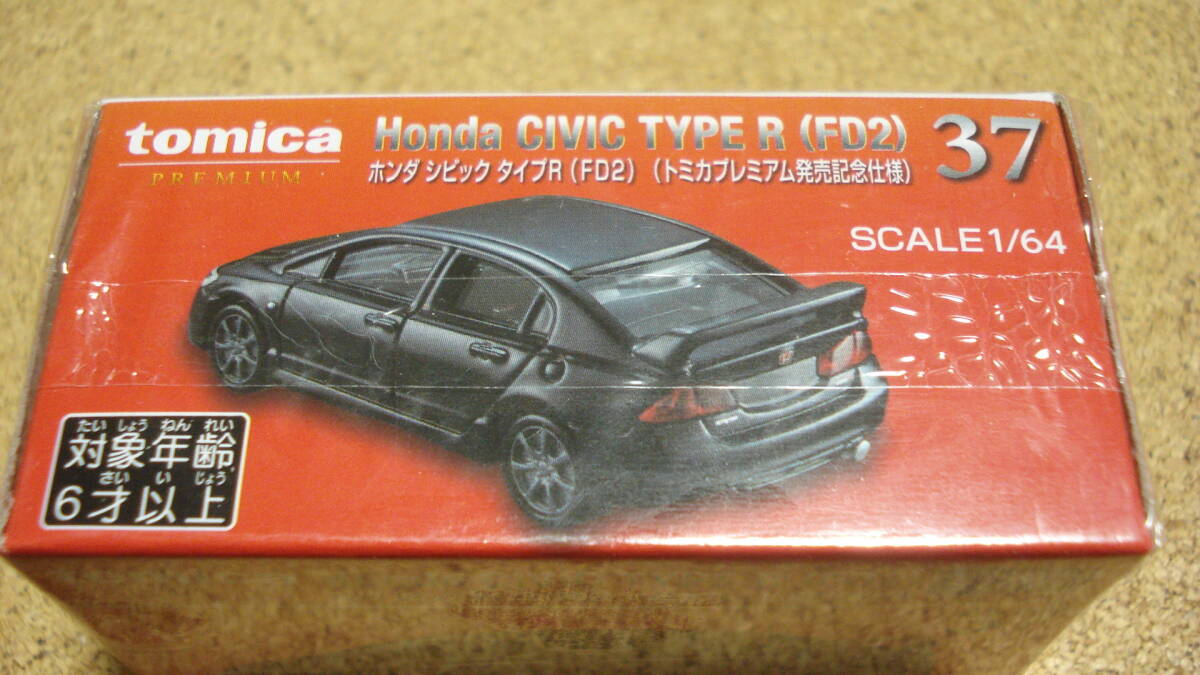 tomica
PREMIUM
Honda CIVIC TYPE R (FD2)
ホンダ シビック タイプR (FD2) (トミカプレミアム発売記念仕様)
37
SCALE 1/64
たい しょう ねん れい
対象年齢
さい い じょう
6才以上